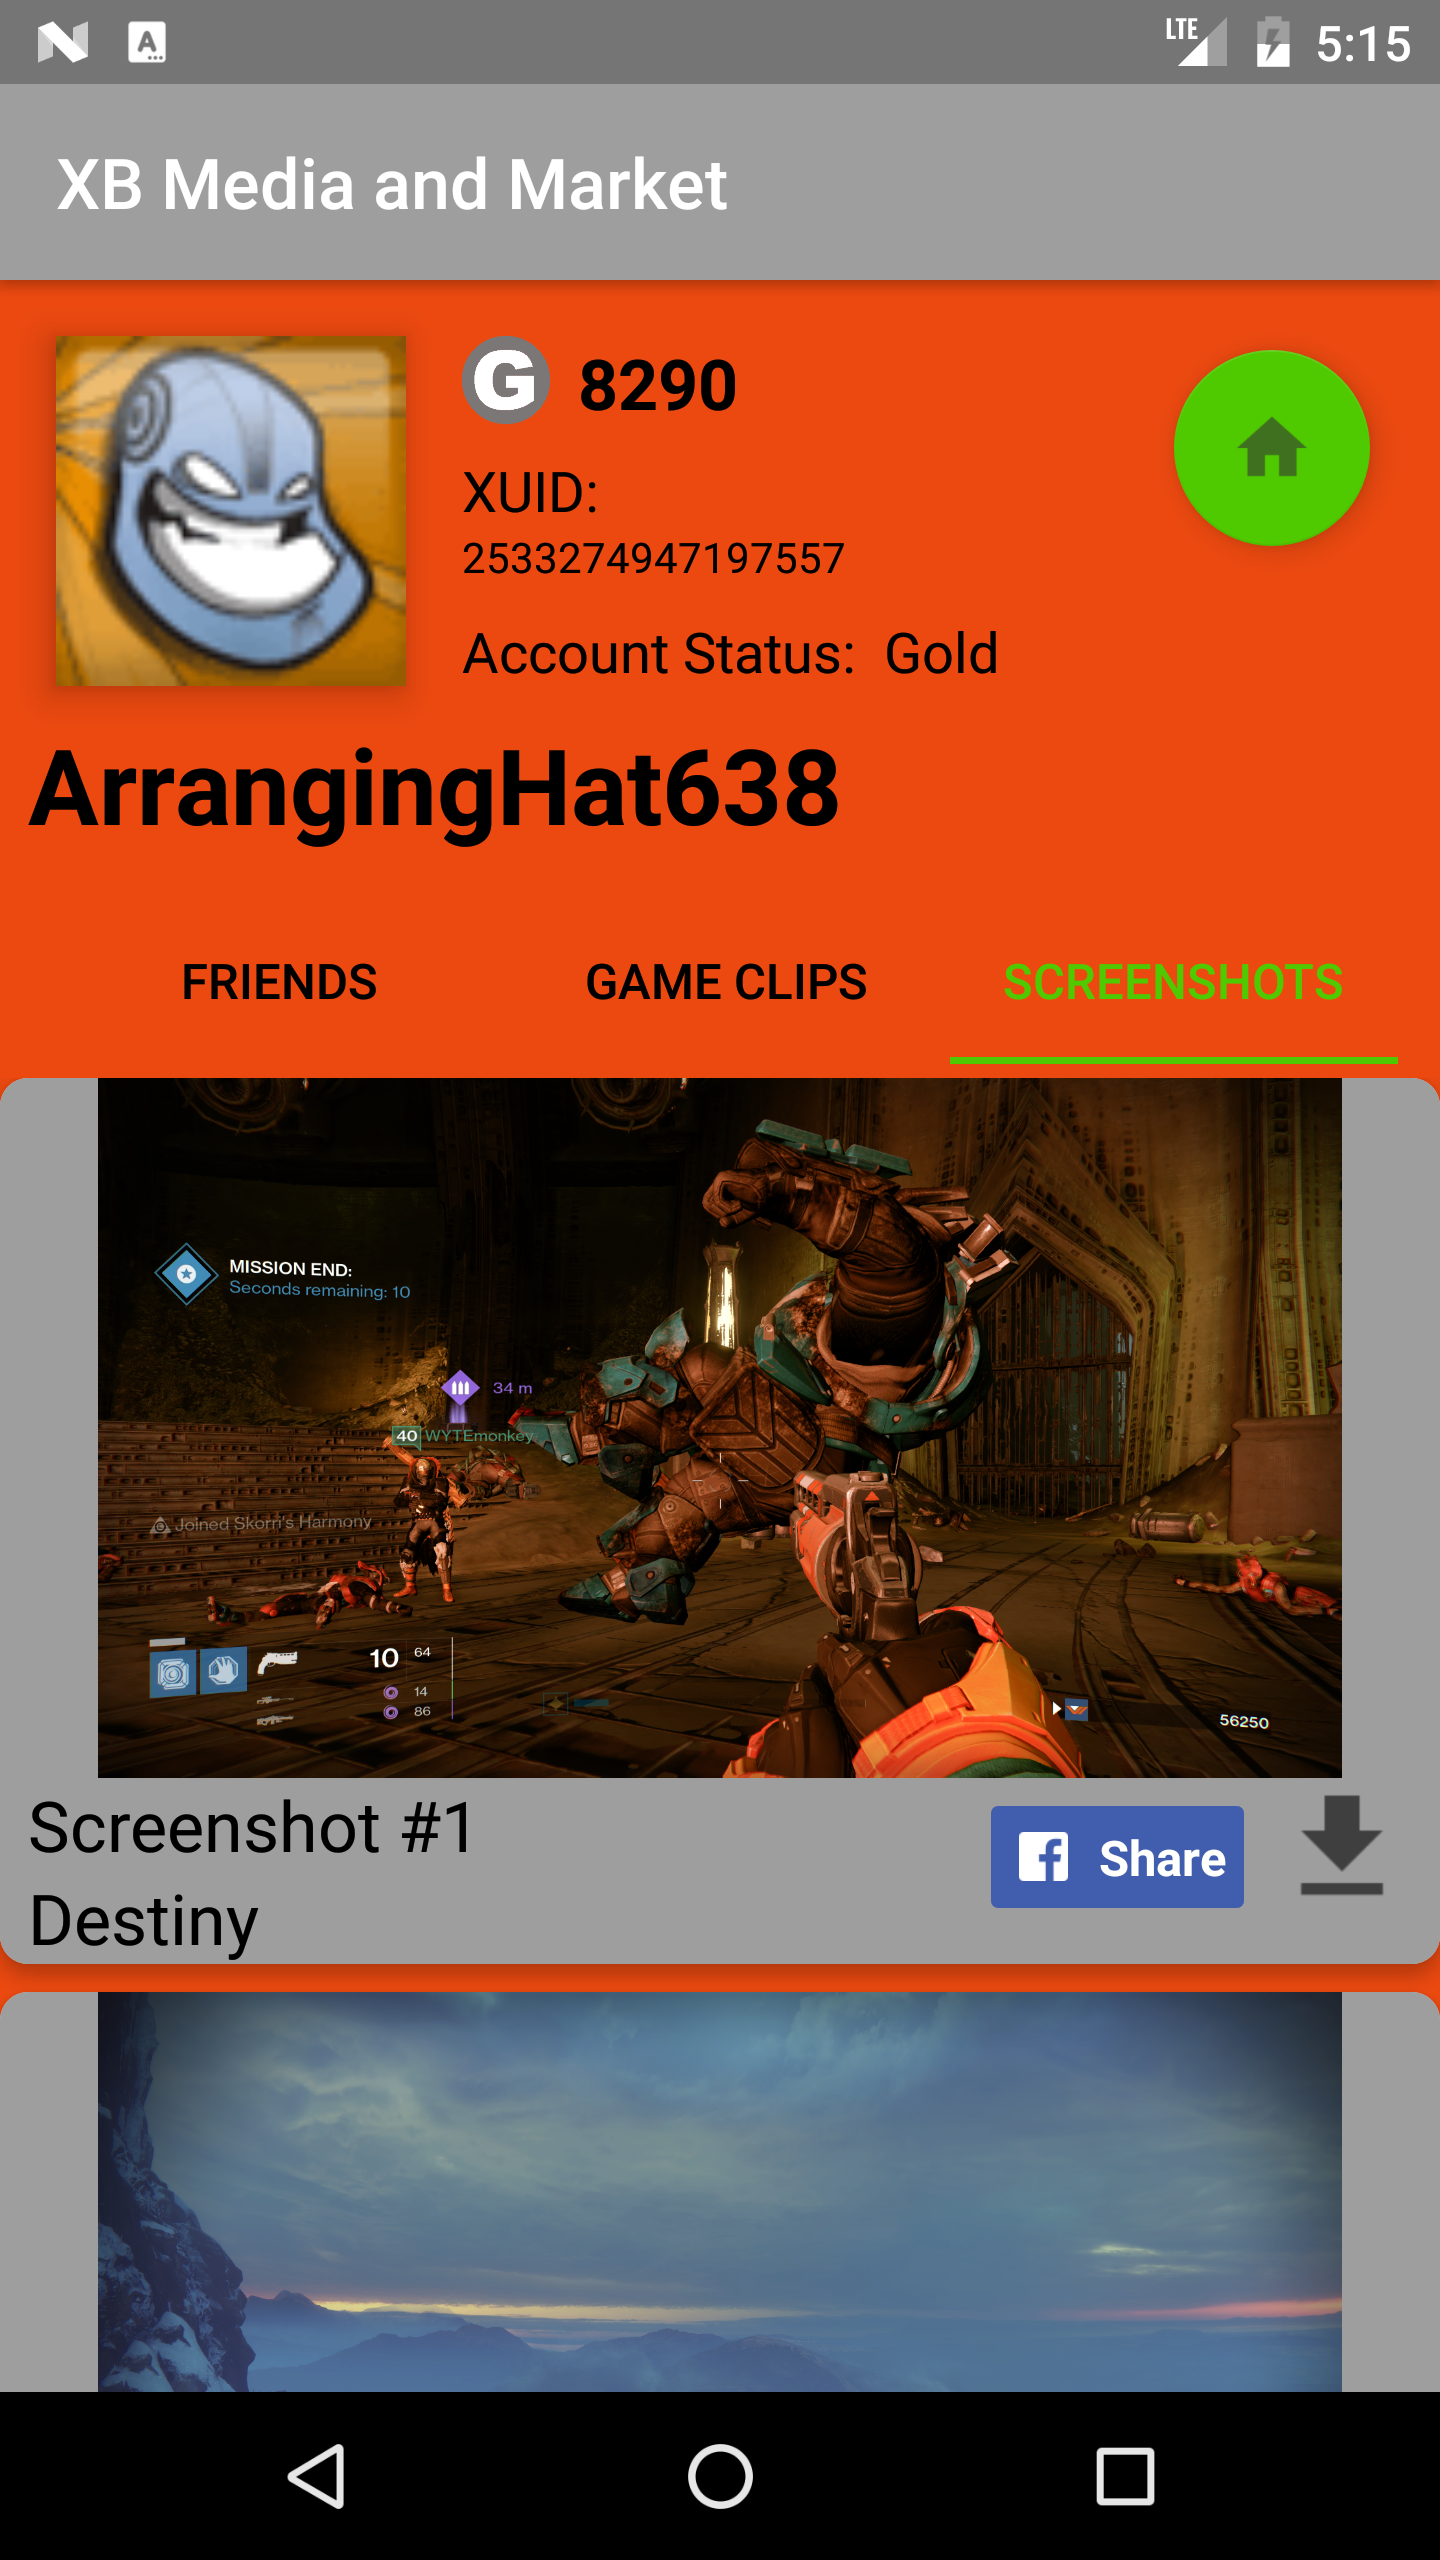 LTE 5:15
XB Media and Market
G 8290
XUID:
2533274947197557
Account Status: Gold
ArrangingHat638
FRIENDS GAME CLIPS SCREENSHOTS
MISSION END:
Seconds remaining: 10
34 m
40 WYTEmonkey
Joined Skorri's Harmony
10 64
14
86
56250
Screenshot #1
Share
Destiny